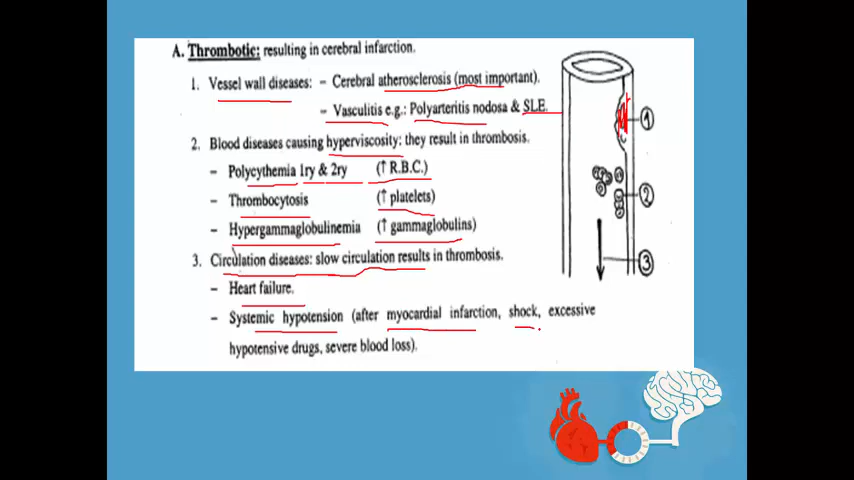 A. Thrombotic: resulting in cerebral infarction.
1. Vessel wall diseases: - Cerebral atherosclerosis (most important).
- Vasculitis e.g.: Polyarteritis nodosa & SLE.
2. Blood diseases causing hyperviscosity: they result in thrombosis.
- Polycythemia 1ry & 2ry (↑ R.B.C.)
- Thrombocytosis (↑ platelets)
- Hypergammaglobulinemia (↑ gammaglobulins)
3. Circulation diseases: slow circulation results in thrombosis.
- Heart failure.
- Systemic hypotension (after myocardial infarction, shock, excessive
hypotensive drugs, severe blood loss).
1
2
3